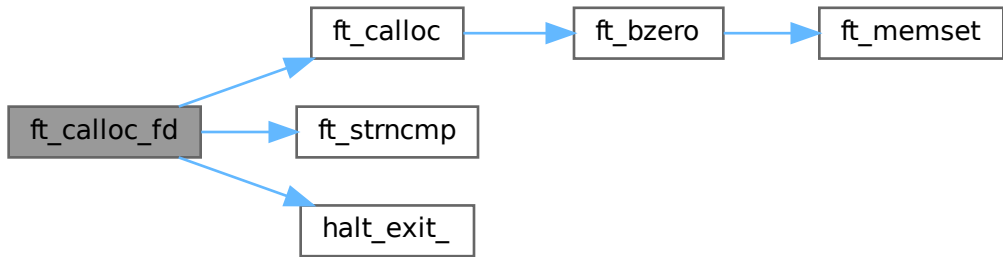 ft_calloc
ft_bzero
ft_memset
ft_calloc_fd
ft_strncmp
halt_exit_